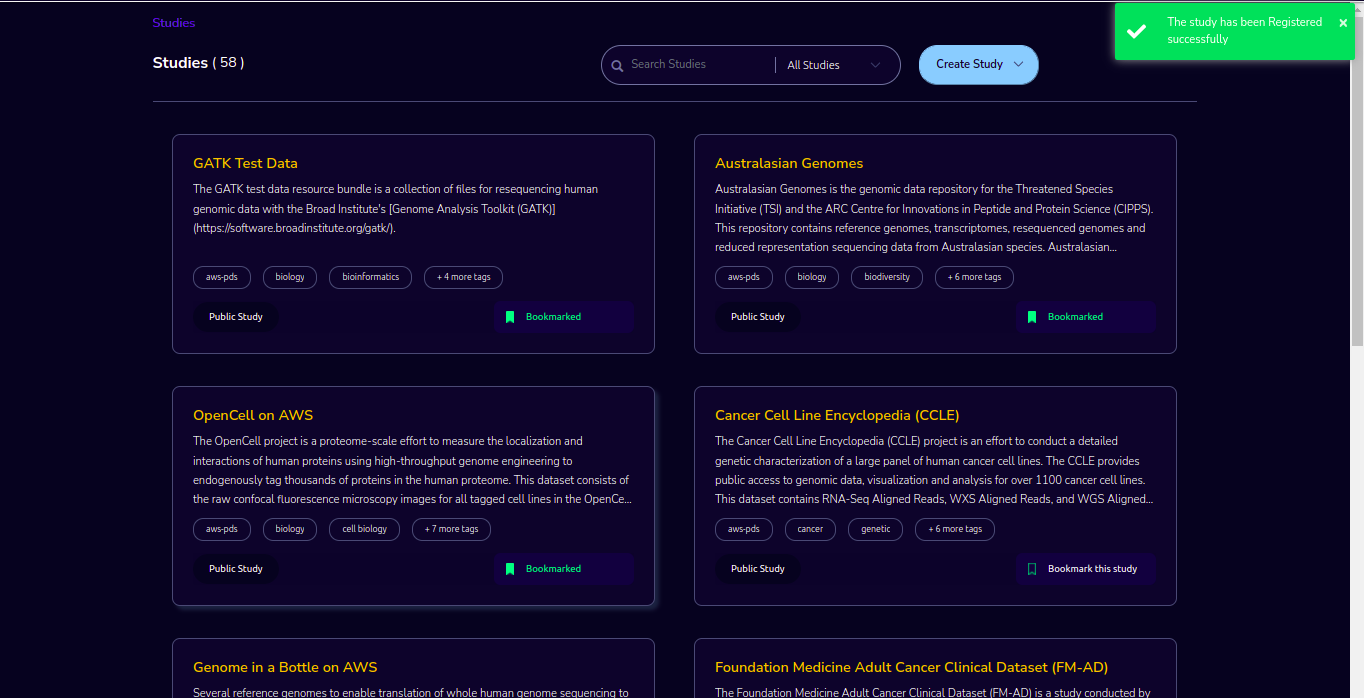 Studies
The study has been Registered
successfully
Studies ( 58 )
Search Studies
All Studies
Create Study
GATK Test Data
The GATK test data resource bundle is a collection of files for resequencing human
genomic data with the Broad Institute's [Genome Analysis Toolkit (GATK)]
(https://software.broadinstitute.org/gatk/).
aws-pds
biology
bioinformatics
+ 4 more tags
Public Study
Bookmarked
Australasian Genomes
Australasian Genomes is the genomic data repository for the Threatened Species
Initiative (TSI) and the ARC Centre for Innovations in Peptide and Protein Science (CIPPS).
This repository contains reference genomes, transcriptomes, resequenced genomes and
reduced representation sequencing data from Australasian species. Australasian...
aws-pds
biology
biodiversity
+ 6 more tags
Public Study
Bookmarked
OpenCell on AWS
The OpenCell project is a proteome-scale effort to measure the localization and
interactions of human proteins using high-throughput genome engineering to
endogenously tag thousands of proteins in the human proteome. This dataset consists of
the raw confocal fluorescence microscopy images for all tagged cell lines in the OpenCe...
aws-pds
biology
cell biology
+ 7 more tags
Public Study
Bookmarked
Cancer Cell Line Encyclopedia (CCLE)
The Cancer Cell Line Encyclopedia (CCLE) project is an effort to conduct a detailed
genetic characterization of a large panel of human cancer cell lines. The CCLE provides
public access to genomic data, visualization and analysis for over 1100 cancer cell lines.
This dataset contains RNA-Seq Aligned Reads, WXS Aligned Reads, and WGS Aligned...
aws-pds
cancer
genetic
+ 6 more tags
Public Study
Bookmark this study
Genome in a Bottle on AWS
Several reference genomes to enable translation of whole human genome sequencing to
Foundation Medicine Adult Cancer Clinical Dataset (FM-AD)
The Foundation Medicine Adult Cancer Clinical Dataset (FM-AD) is a study conducted by